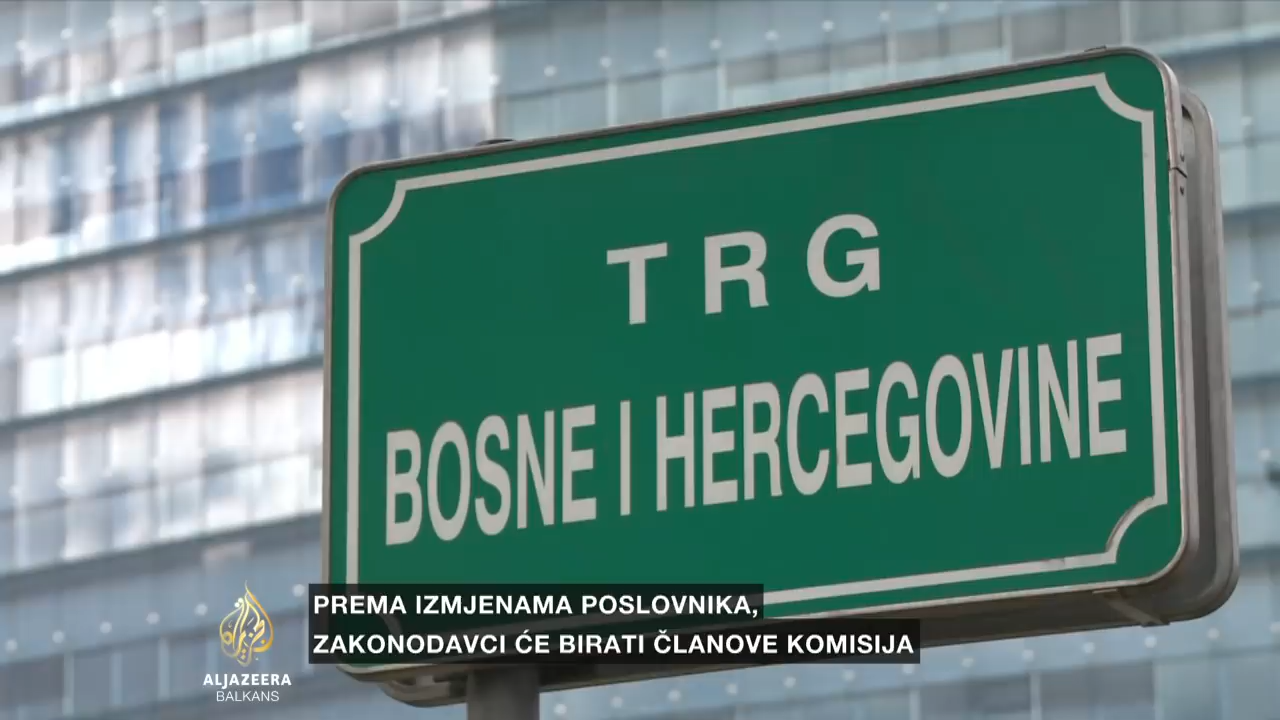 TRG
BOSNE I HERCEGOVINE
PREMA IZMJENAMA POSLOVNIKA,
ZAKONODAVCI ĆE BIRATI ČLANOVE KOMISIJA
ALJAZEERA
BALKANS